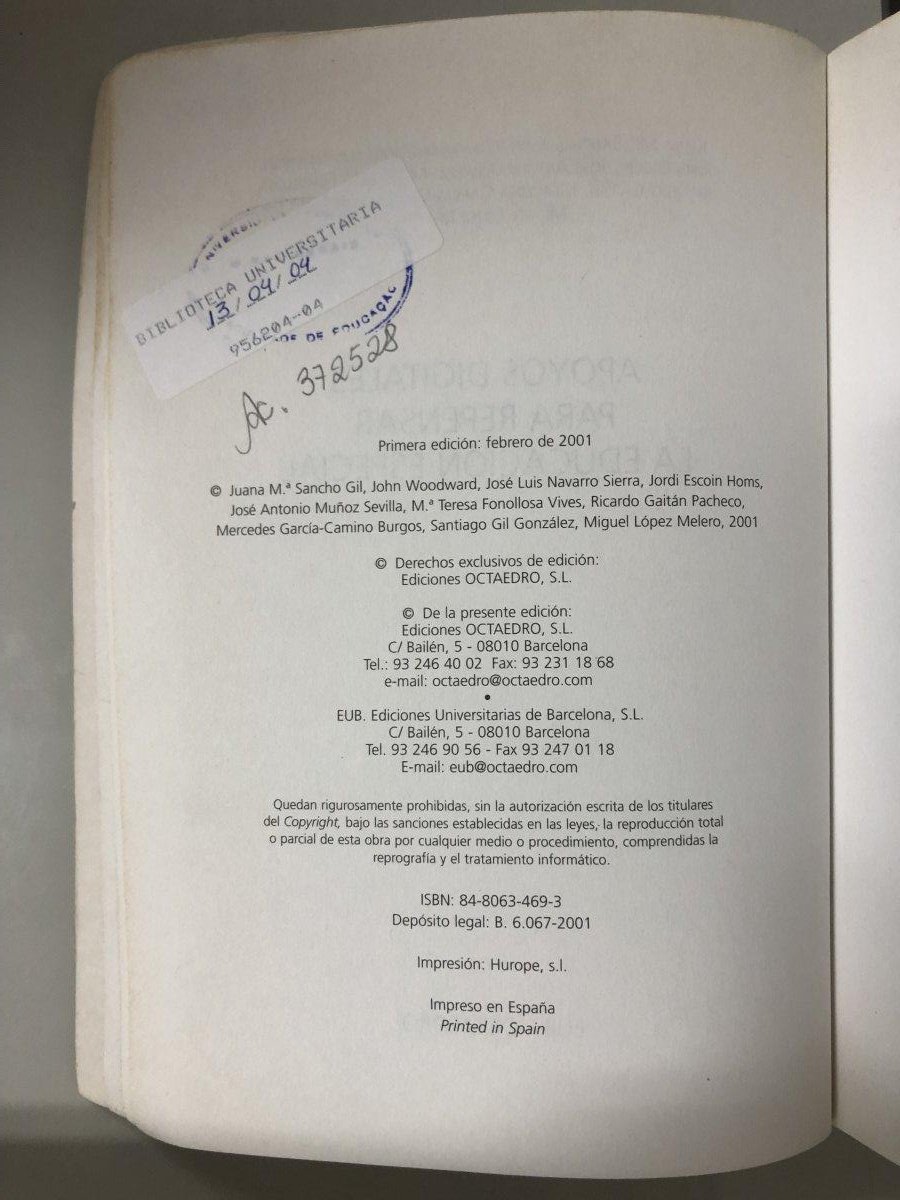 BIBLIOTECA UNIVERSITARIA
13/04/04
956204-04
DE EDUCAÇÃO
Ac. 372528
Primera edición: febrero de 2001
© Juana M.ª Sancho Gil, John Woodward, José Luis Navarro Sierra, Jordi Escoin Homs,
José Antonio Muñoz Sevilla, M.ª Teresa Fonollosa Vives, Ricardo Gaitán Pacheco,
Mercedes García-Camino Burgos, Santiago Gil González, Miguel López Melero, 2001
© Derechos exclusivos de edición:
Ediciones OCTAEDRO, S.L.
© De la presente edición:
Ediciones OCTAEDRO, S.L.
C/ Bailén, 5 - 08010 Barcelona
Tel.: 93 246 40 02 Fax: 93 231 18 68
e-mail: octaedro@octaedro.com
•
EUB. Ediciones Universitarias de Barcelona, S.L.
C/ Bailén, 5 - 08010 Barcelona
Tel. 93 246 90 56 - Fax 93 247 01 18
E-mail: eub@octaedro.com
Quedan rigurosamente prohibidas, sin la autorización escrita de los titulares
del Copyright, bajo las sanciones establecidas en las leyes, la reproducción total
o parcial de esta obra por cualquier medio o procedimiento, comprendidas la
reprografía y el tratamiento informático.
ISBN: 84-8063-469-3
Depósito legal: B. 6.067-2001
Impresión: Hurope, s.l.
Impreso en España
Printed in Spain